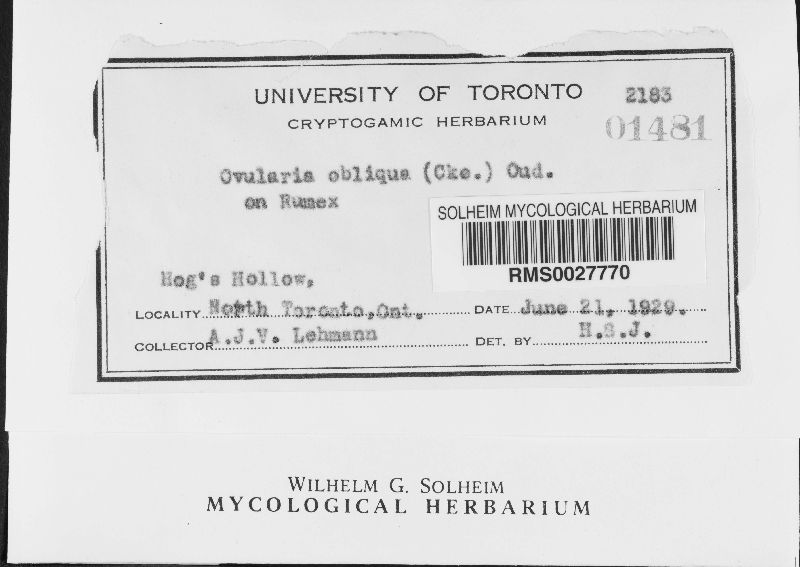 UNIVERSITY OF TORONTO 2183
CRYPTOGAMIC HERBARIUM 01481
Ovularia obliqua (Cke.) Oud.
on Rumex
SOLHEIM MYCOLOGICAL HERBARIUM
RMS0027770
Hog's Hollow,
LOCALITY North Toronto, Ont. DATE June 21, 1929.
COLLECTOR A.J.V. Lehmann DET. BY H.S.J.
WILHELM G. SOLHEIM
MYCOLOGICAL HERBARIUM